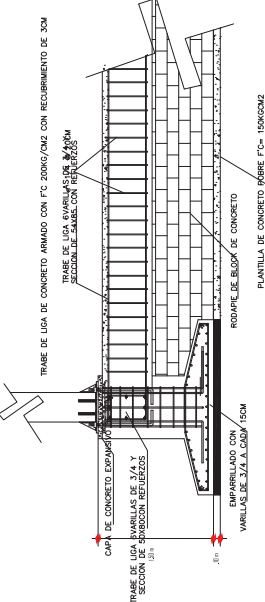 TRABE DE LIGA DE CONCRETO ARMADO CON F'C 200KG/CM2 CON RECUBRIMIENTO DE 3CM
TRABE DE LIGA 6VARILLAS DE 3/4
SECCION DE 54X85 CON REFUERZOS
CAPA DE CONCRETO EXPANSIVO
TRABE DE LIGA 6VARILLAS DE 3/4 Y
SECCION DE 50X80CON REFUERZOS
EMPARRILLADO CON
VARILLAS DE 3/4 A CADA 15CM
RODAPIE DE BLOCK DE CONCRETO
PLANTILLA DE CONCRETO POBRE F'C= 150KGCM2